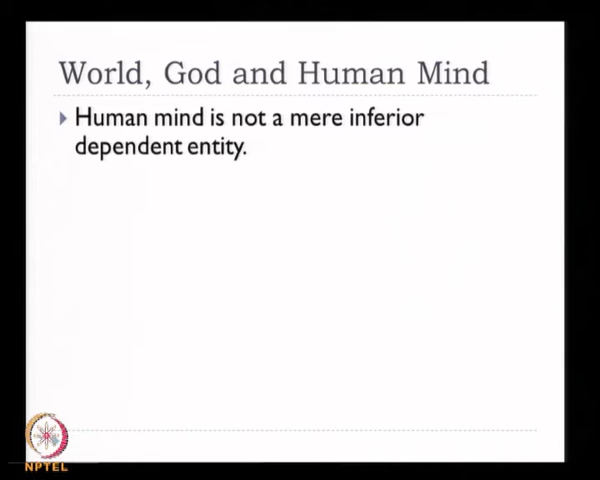 World, God and Human Mind
Human mind is not a mere inferior
dependent entity.
NPTEL